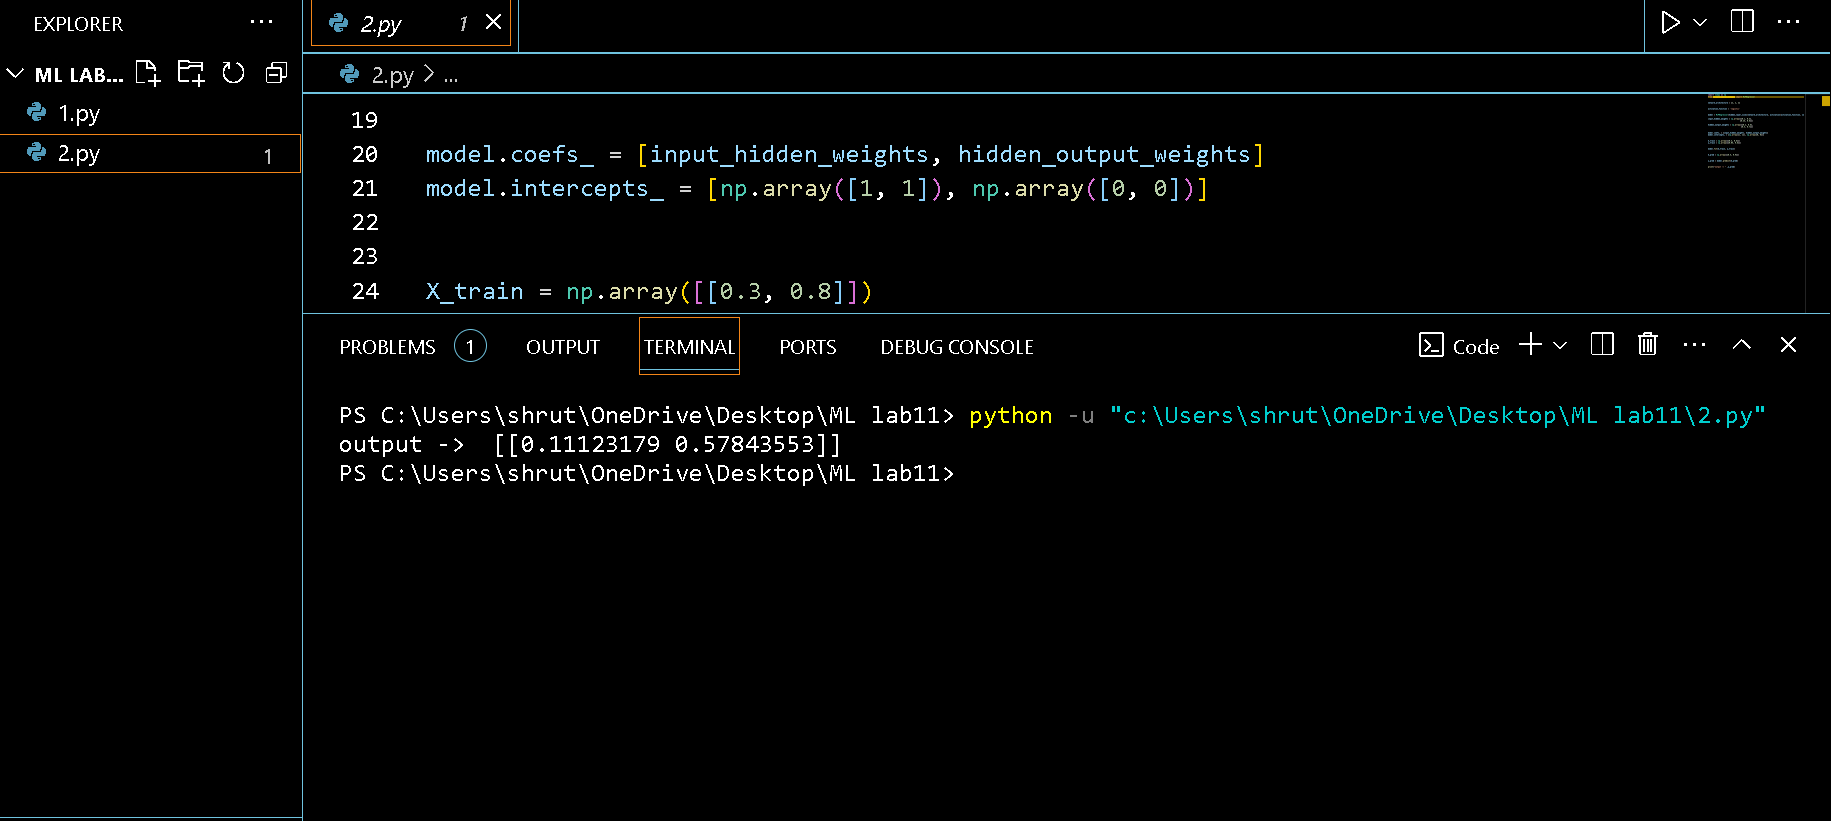 EXPLORER ...
ML LAB...
1.py
2.py 1
2.py 1
2.py > ...
19
20 model.coefs_ = [input_hidden_weights, hidden_output_weights]
21 model.intercepts_ = [np.array([1, 1]), np.array([0, 0])]
22
23
24 X_train = np.array([[0.3, 0.8]])
PROBLEMS 1 OUTPUT TERMINAL PORTS DEBUG CONSOLE Code
PS C:\Users\shrut\OneDrive\Desktop\ML lab11> python -u "c:\Users\shrut\OneDrive\Desktop\ML lab11\2.py"
output ->  [[0.11123179 0.57843553]]
PS C:\Users\shrut\OneDrive\Desktop\ML lab11>